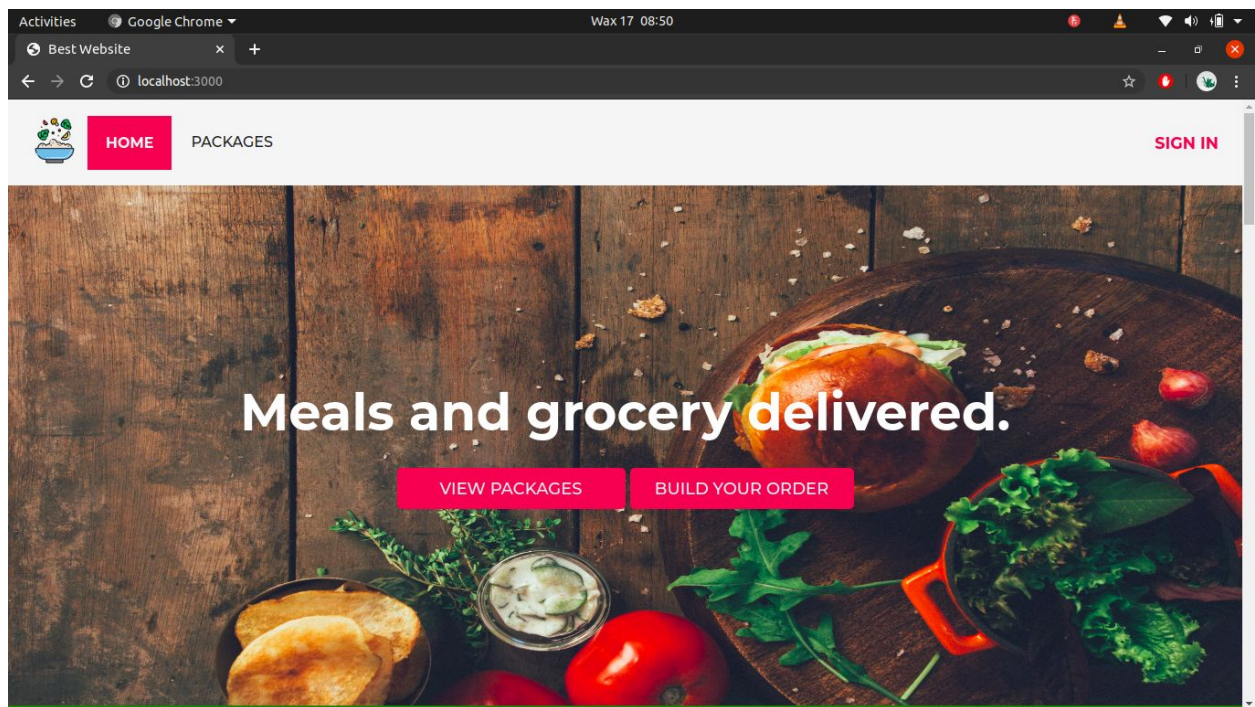 Activities Google Chrome Wax 17 08:50
Best Website
localhost:3000
HOME PACKAGES SIGN IN
Meals and grocery delivered.
VIEW PACKAGES BUILD YOUR ORDER